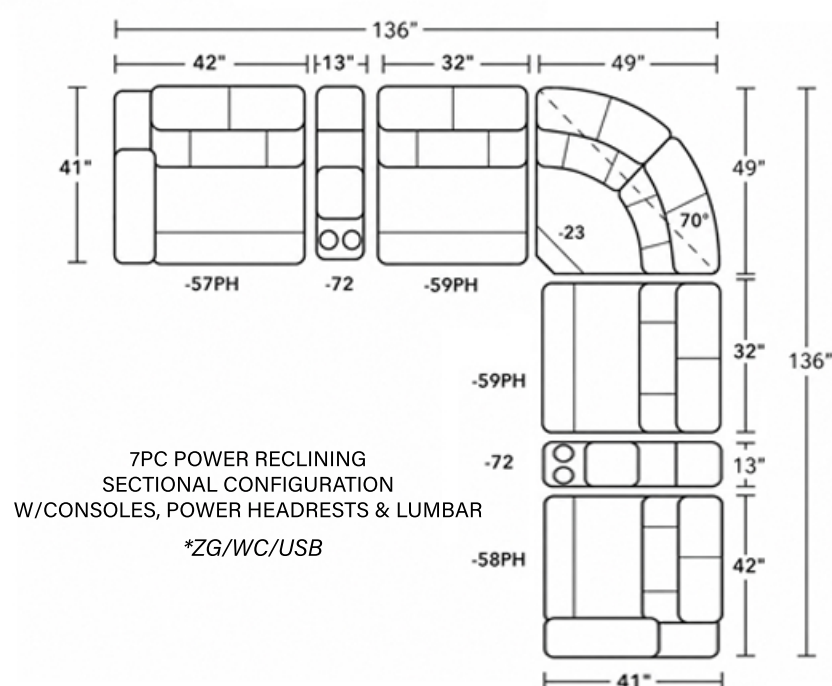 136"
42" 13" 32" 49"
41"
49"
70°
-23
-57PH -72 -59PH
32"
136"
-59PH
7PC POWER RECLINING
SECTIONAL CONFIGURATION
W/CONSOLES, POWER HEADRESTS & LUMBAR
*ZG/WC/USB
-72
13"
-58PH
42"
41"